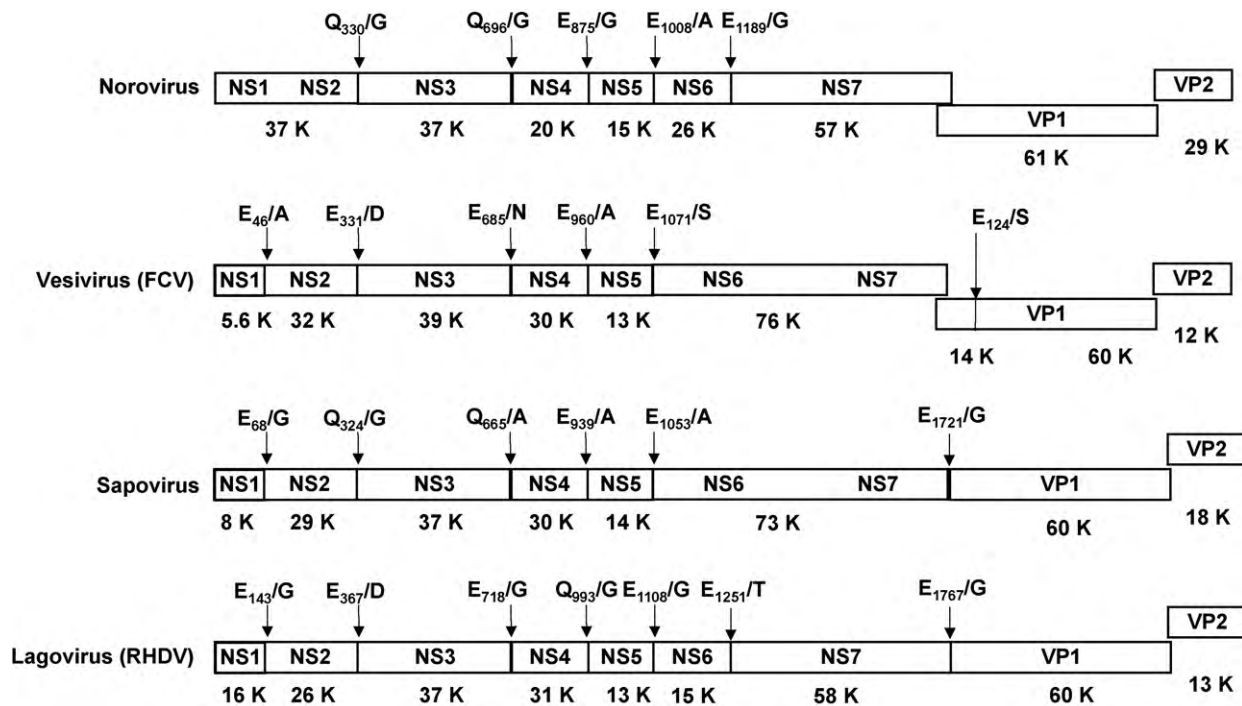 Q330/G Q696/G E875/G E1008/A E1189/G
Norovirus NS1 NS2 NS3 NS4 NS5 NS6 NS7 VP2
37 K 37 K 20 K 15 K 26 K 57 K VP1
61 K 29 K
E46/A E331/D E685/N E960/A E1071/S E124/S
Vesivirus (FCV) NS1 NS2 NS3 NS4 NS5 NS6 NS7 VP2
5.6 K 32 K 39 K 30 K 13 K 76 K VP1
14 K 60 K 12 K
E68/G Q324/G Q665/A E939/A E1053/A E1721/G
VP2
Sapovirus NS1 NS2 NS3 NS4 NS5 NS6 NS7 VP1
8 K 29 K 37 K 30 K 14 K 73 K 60 K 18 K
E143/G E367/D E718/G Q993/G E1108/G E1251/T E1767/G
VP2
Lagovirus (RHDV) NS1 NS2 NS3 NS4 NS5 NS6 NS7 VP1
16 K 26 K 37 K 31 K 13 K 15 K 58 K 60 K 13 K